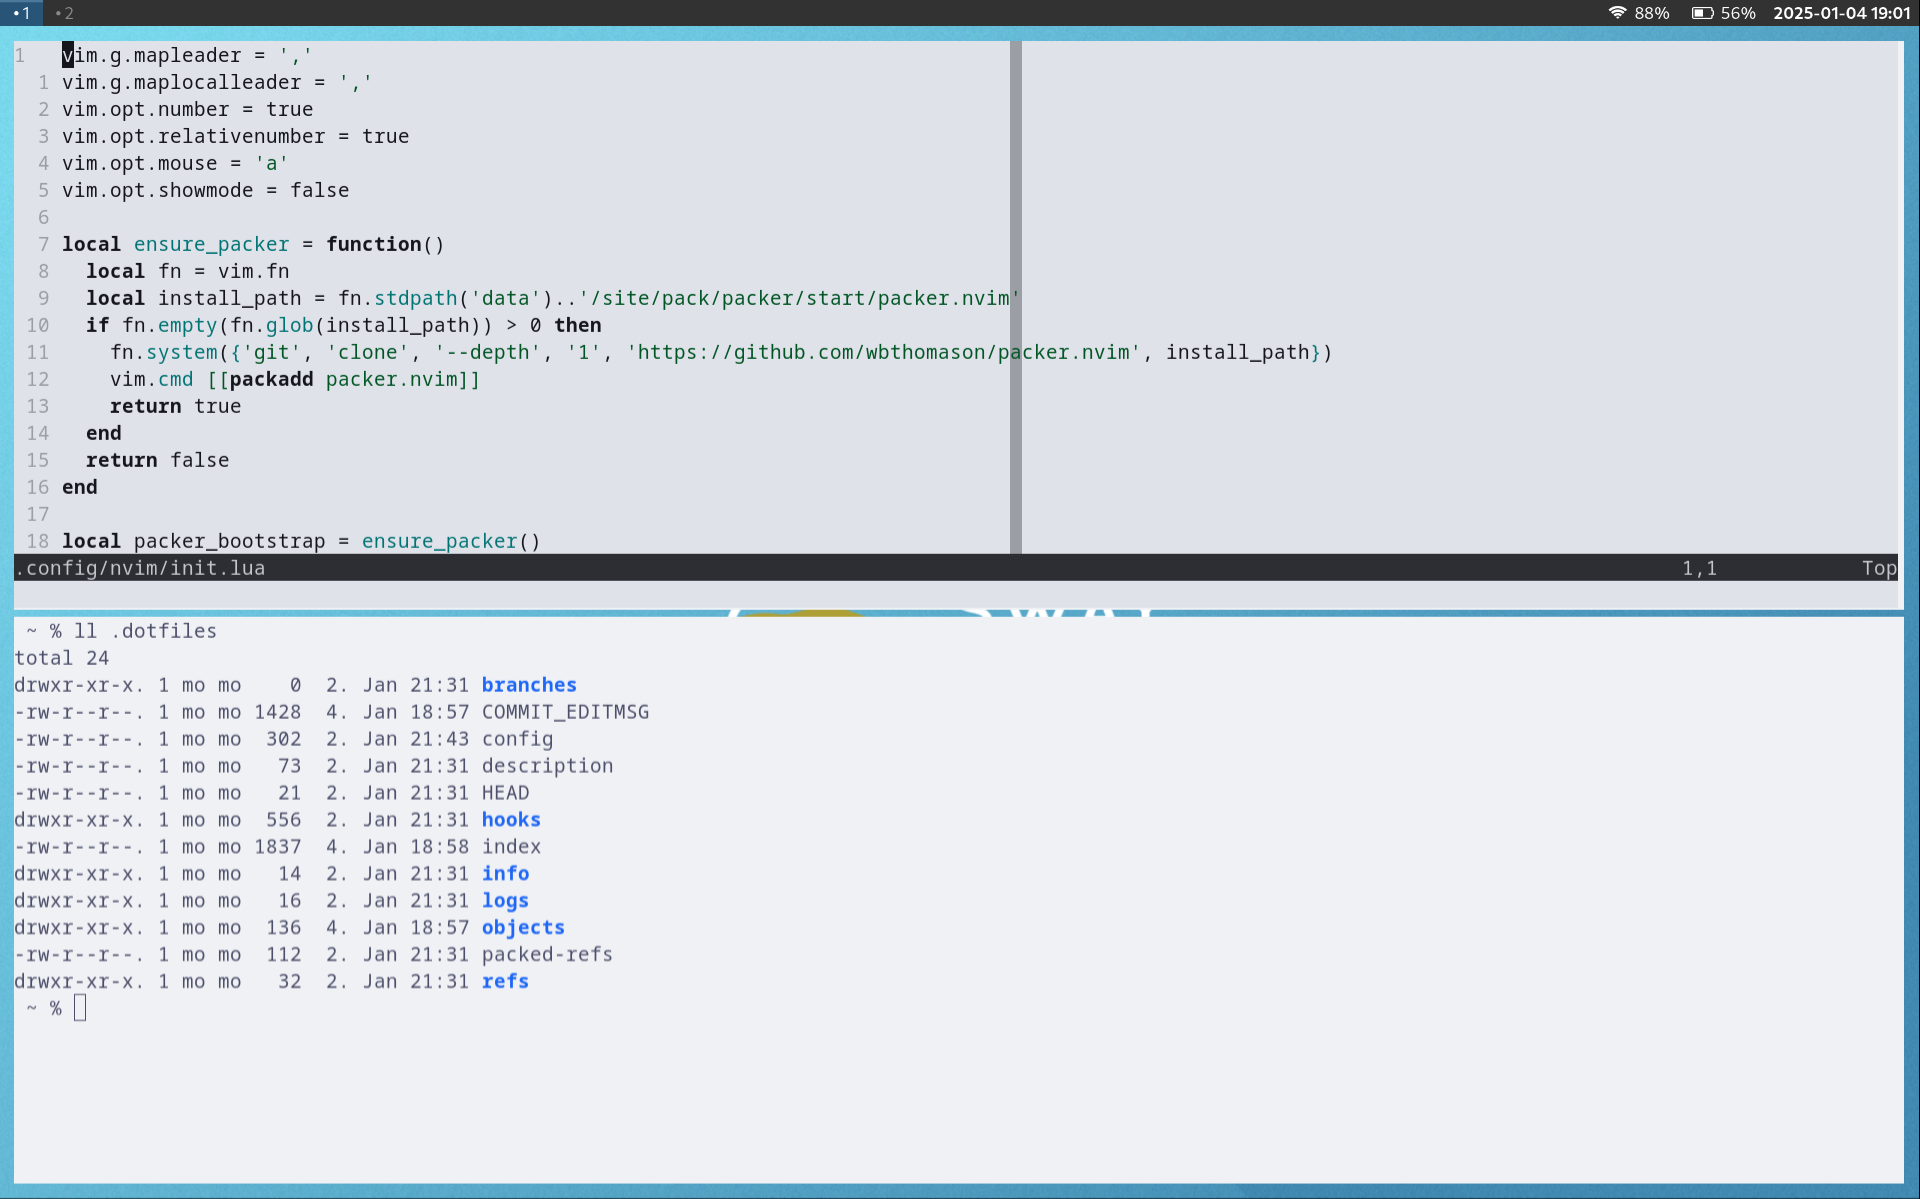 •1 •2 88% 56% 2025-01-04 19:01
1   vim.g.mapleader = ','
  1 vim.g.maplocalleader = ','
  2 vim.opt.number = true
  3 vim.opt.relativenumber = true
  4 vim.opt.mouse = 'a'
  5 vim.opt.showmode = false
  6
  7 local ensure_packer = function()
  8   local fn = vim.fn
  9   local install_path = fn.stdpath('data')..'/site/pack/packer/start/packer.nvim'
 10   if fn.empty(fn.glob(install_path)) > 0 then
 11     fn.system({'git', 'clone', '--depth', '1', 'https://github.com/wbthomason/packer.nvim', install_path})
 12     vim.cmd [[packadd packer.nvim]]
 13     return true
 14   end
 15   return false
 16 end
 17
 18 local packer_bootstrap = ensure_packer()
.config/nvim/init.lua 1,1 Top
SWAY
~ % ll .dotfiles
total 24
drwxr-xr-x. 1 mo mo    0  2. Jan 21:31 branches
-rw-r--r--. 1 mo mo 1428  4. Jan 18:57 COMMIT_EDITMSG
-rw-r--r--. 1 mo mo  302  2. Jan 21:43 config
-rw-r--r--. 1 mo mo   73  2. Jan 21:31 description
-rw-r--r--. 1 mo mo   21  2. Jan 21:31 HEAD
drwxr-xr-x. 1 mo mo  556  2. Jan 21:31 hooks
-rw-r--r--. 1 mo mo 1837  4. Jan 18:58 index
drwxr-xr-x. 1 mo mo   14  2. Jan 21:31 info
drwxr-xr-x. 1 mo mo   16  2. Jan 21:31 logs
drwxr-xr-x. 1 mo mo  136  4. Jan 18:57 objects
-rw-r--r--. 1 mo mo  112  2. Jan 21:31 packed-refs
drwxr-xr-x. 1 mo mo   32  2. Jan 21:31 refs
~ %